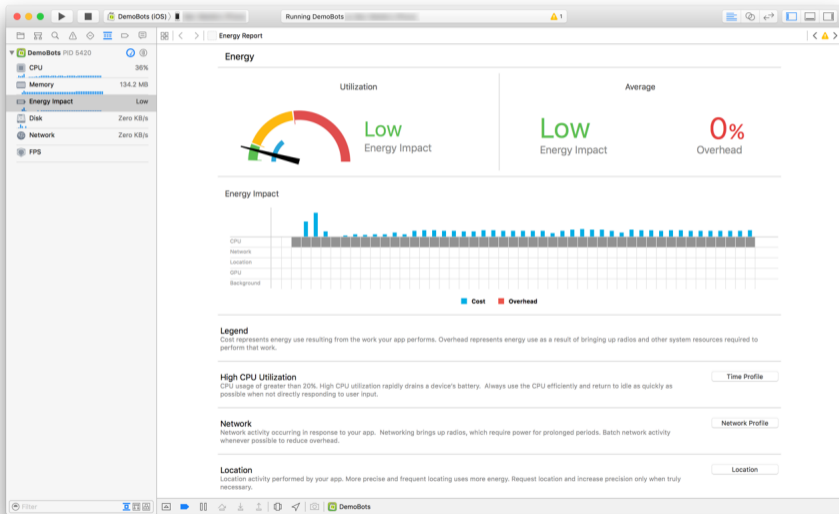 DemoBots (iOS)
Running DemoBots
1
Energy Report
DemoBots PID 5420
CPU 36%
Memory 134.2 MB
Energy Impact Low
Disk Zero KB/s
Network Zero KB/s
FPS
Energy
Utilization
Average
Low
Energy Impact
Low
Energy Impact
0%
Overhead
Energy Impact
CPU
Network
Location
GPU
Background
Cost Overhead
Legend
Cost represents energy use resulting from the work your app performs. Overhead represents energy use as a result of bringing up radios and other system resources required to
perform that work.
High CPU Utilization
Time Profile
CPU usage of greater than 20%. High CPU utilization rapidly drains a device's battery. Always use the CPU efficiently and return to idle as quickly as
possible when not directly responding to user input.
Network
Network Profile
Network activity occurring in response to your app. Networking brings up radios, which require power for prolonged periods. Batch network activity
whenever possible to reduce overhead.
Location
Location
Location activity performed by your app. More precise and frequent locating uses more energy. Request location and increase precision only when truly
necessary.
Filter
DemoBots